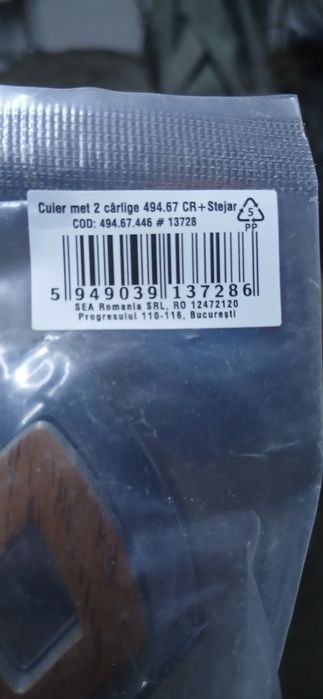 Cuier met 2 cârlige 494.67 CR+Stejar
COD: 494.67.446 # 13728
5
PP
5 949039 137286
SEA Romania SRL, RO 12472120
Progresului 110-116, București